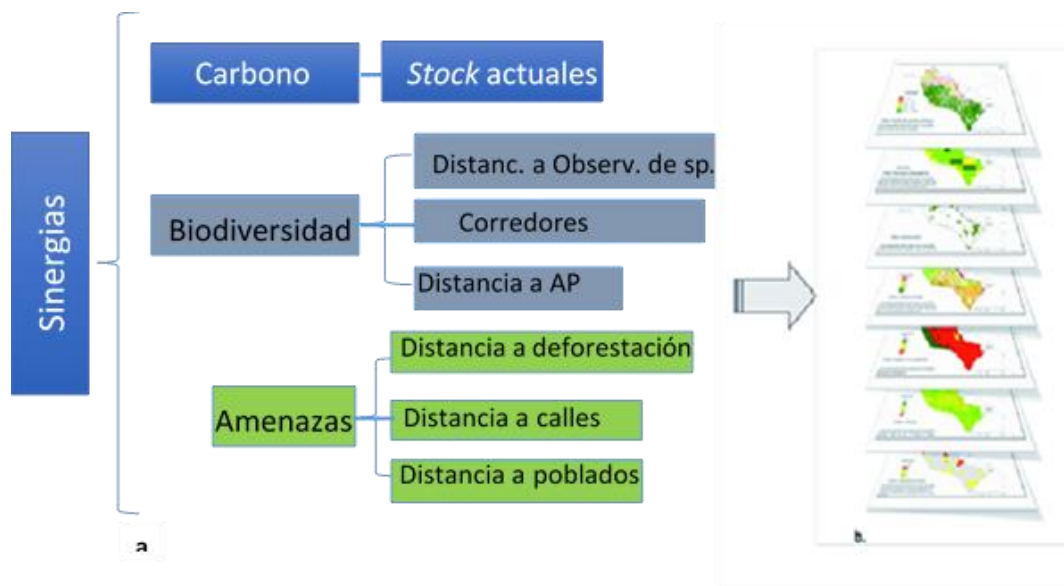 Sinergias
Carbono
Stock actuales
Biodiversidad
Distanc. a Observ. de sp.
Corredores
Distancia a AP
Amenazas
Distancia a deforestación
Distancia a calles
Distancia a poblados
a
b.